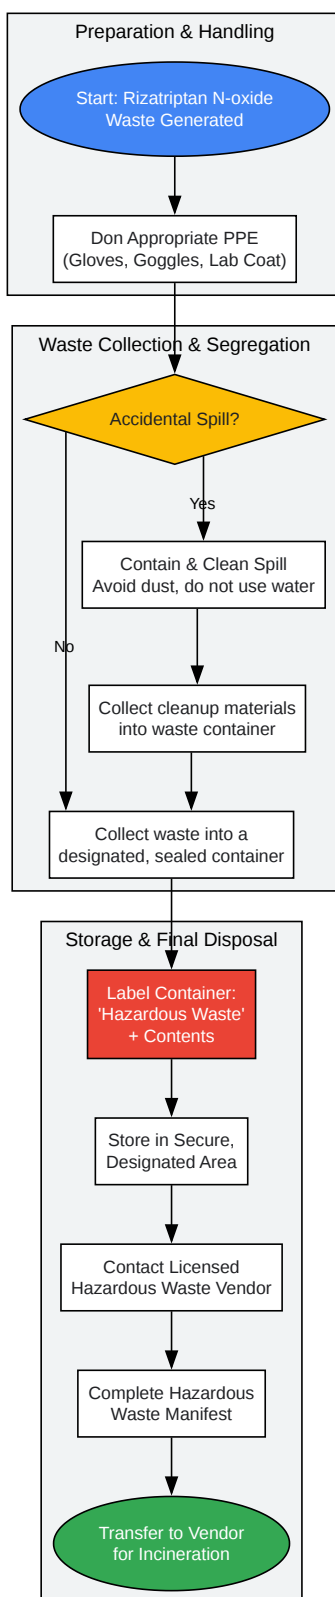 Preparation & Handling
Start: Rizatriptan N-oxide
Waste Generated
Don Appropriate PPE
(Gloves, Goggles, Lab Coat)
Waste Collection & Segregation
Accidental Spill?
Yes
Contain & Clean Spill
Avoid dust, do not use water
No
Collect cleanup materials
into waste container
Collect waste into a
designated, sealed container
Storage & Final Disposal
Label Container:
'Hazardous Waste'
+ Contents
Store in Secure,
Designated Area
Contact Licensed
Hazardous Waste Vendor
Complete Hazardous
Waste Manifest
Transfer to Vendor
for Incineration